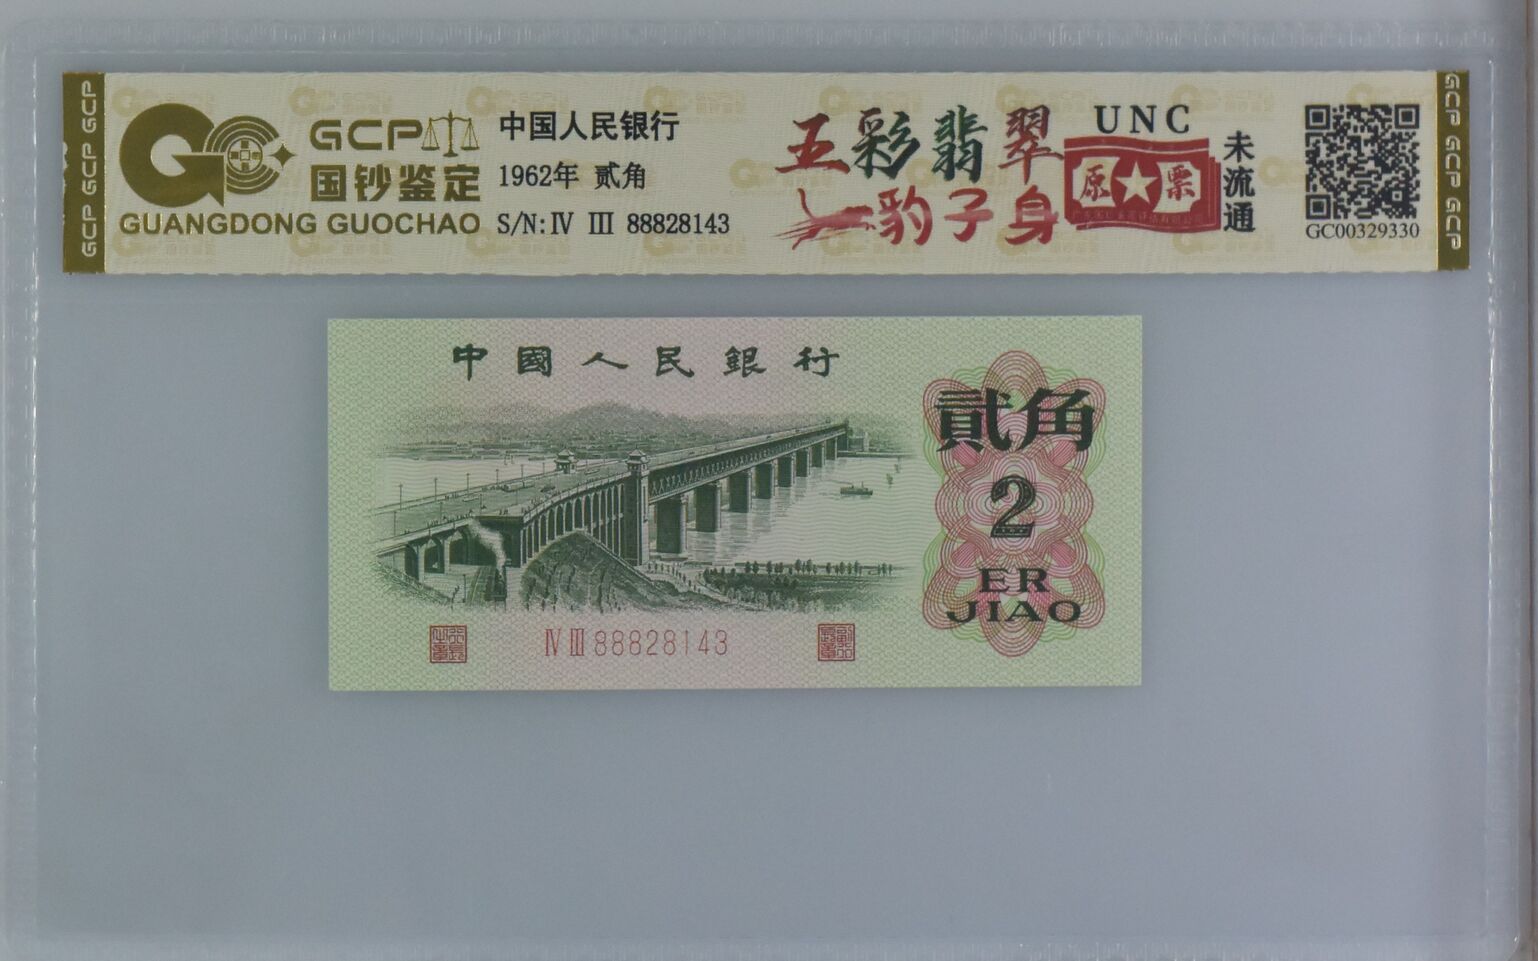 GCP
国钞鉴定
GUANGDONG GUOCHAO
中国人民银行
1962年 贰角
S/N: Ⅳ Ⅲ 88828143
五彩翡翠
豹子身
UNC
原票
未流通
GC00329330
GCP GCP GCP
GCP GCP GCP
中國人民銀行
貳角
2
ER
JIAO
Ⅳ Ⅲ 88828143